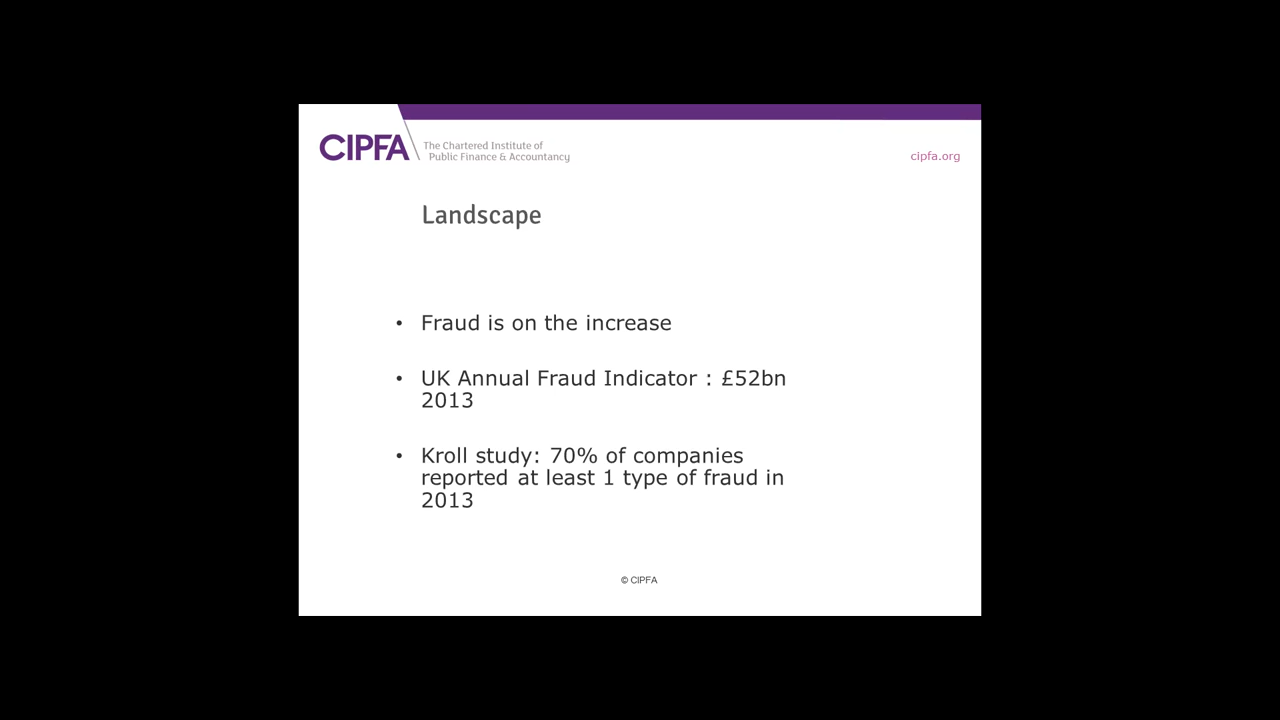 CIPFA
The Chartered Institute of
Public Finance & Accountancy
cipfa.org
Landscape
• Fraud is on the increase
• UK Annual Fraud Indicator : £52bn
2013
• Kroll study: 70% of companies
reported at least 1 type of fraud in
2013
© CIPFA